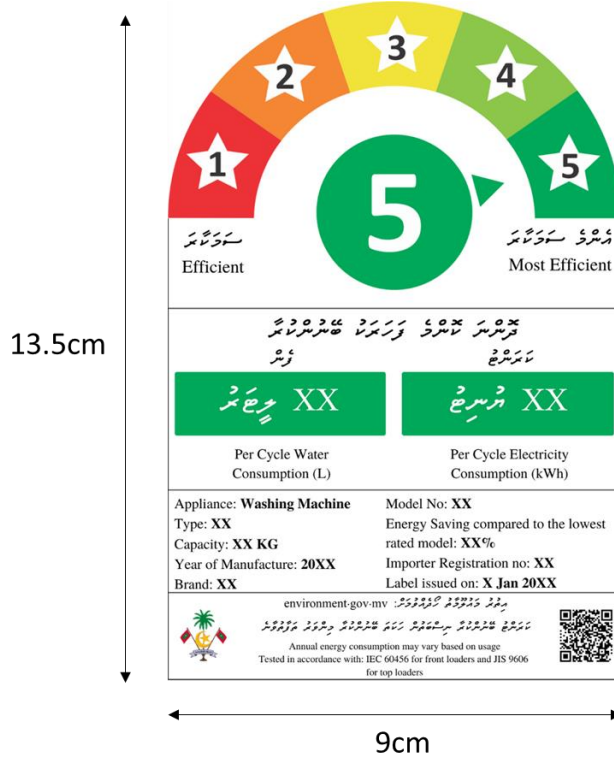 1
2
3
4
5
5
ސަމަކާރަ
Efficient
އެންމެ ސަމަކާރަ
Most Efficient
13.5cm
ދޮންނަ ކޮންމެ ފަހަރަކު ބޭނުންކުރާ
ފެން
ކަރަންޓު
XX ލީޓަރު
XX ޔުނިޓު
Per Cycle Water
Consumption (L)
Per Cycle Electricity
Consumption (kWh)
Appliance: Washing Machine
Type: XX
Capacity: XX KG
Year of Manufacture: 20XX
Brand: XX
Model No: XX
Energy Saving compared to the lowest
rated model: XX%
Importer Registration no: XX
Label issued on: X Jan 20XX
އިތުރު މަޢުލޫމާތު ހޯއްދެވުމަށް: environment.gov.mv
ކަރަންޓު ބޭނުންކުރާ ނިސްބަތުން ހަކަތަ ބޭނުންކުރާ މިންވަރު ތަފާތުވާނެ
Annual energy consumption may vary based on usage
Tested in accordance with: IEC 60456 for front loaders and JIS 9606
for top loaders
9cm